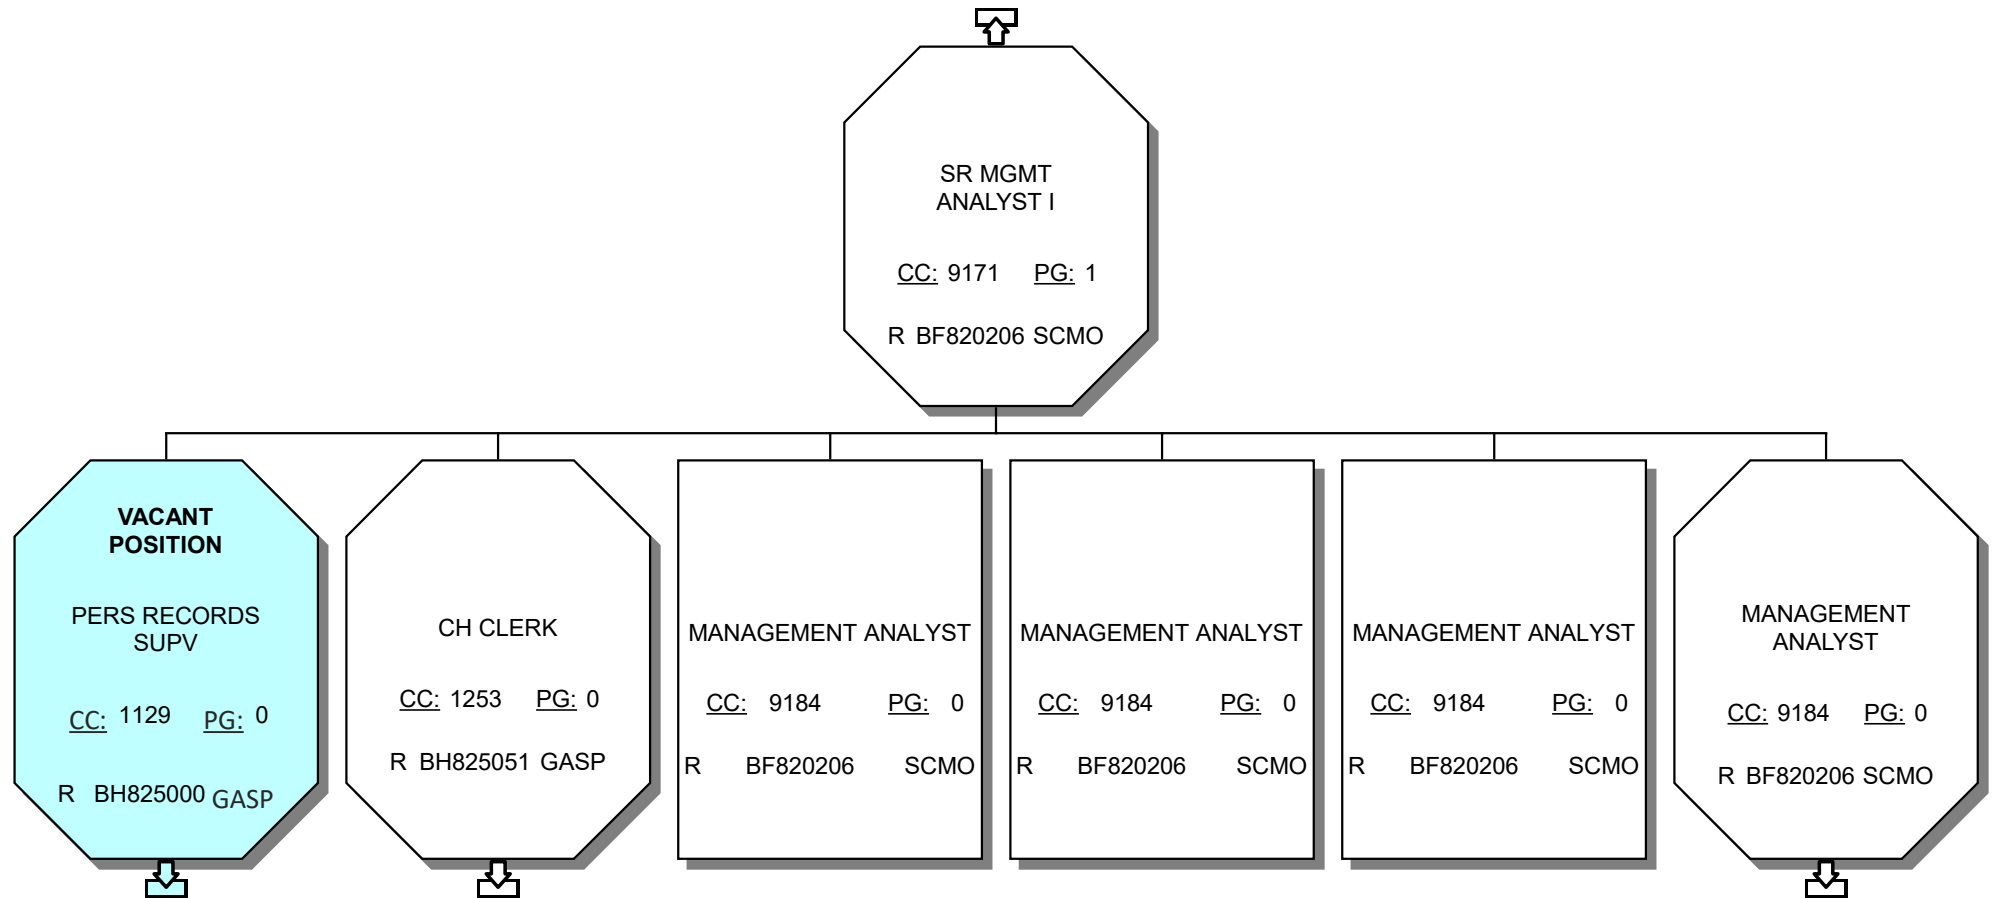 SR MGMT
ANALYST I
CC: 9171 PG: 1
R BF820206 SCMO
VACANT
POSITION
PERS RECORDS
SUPV
CC: 1129 PG: 0
R BH825000 GASP
CH CLERK
CC: 1253 PG: 0
R BH825051 GASP
MANAGEMENT ANALYST
CC: 9184 PG: 0
R BF820206 SCMO
MANAGEMENT ANALYST
CC: 9184 PG: 0
R BF820206 SCMO
MANAGEMENT ANALYST
CC: 9184 PG: 0
R BF820206 SCMO
MANAGEMENT
ANALYST
CC: 9184 PG: 0
R BF820206 SCMO